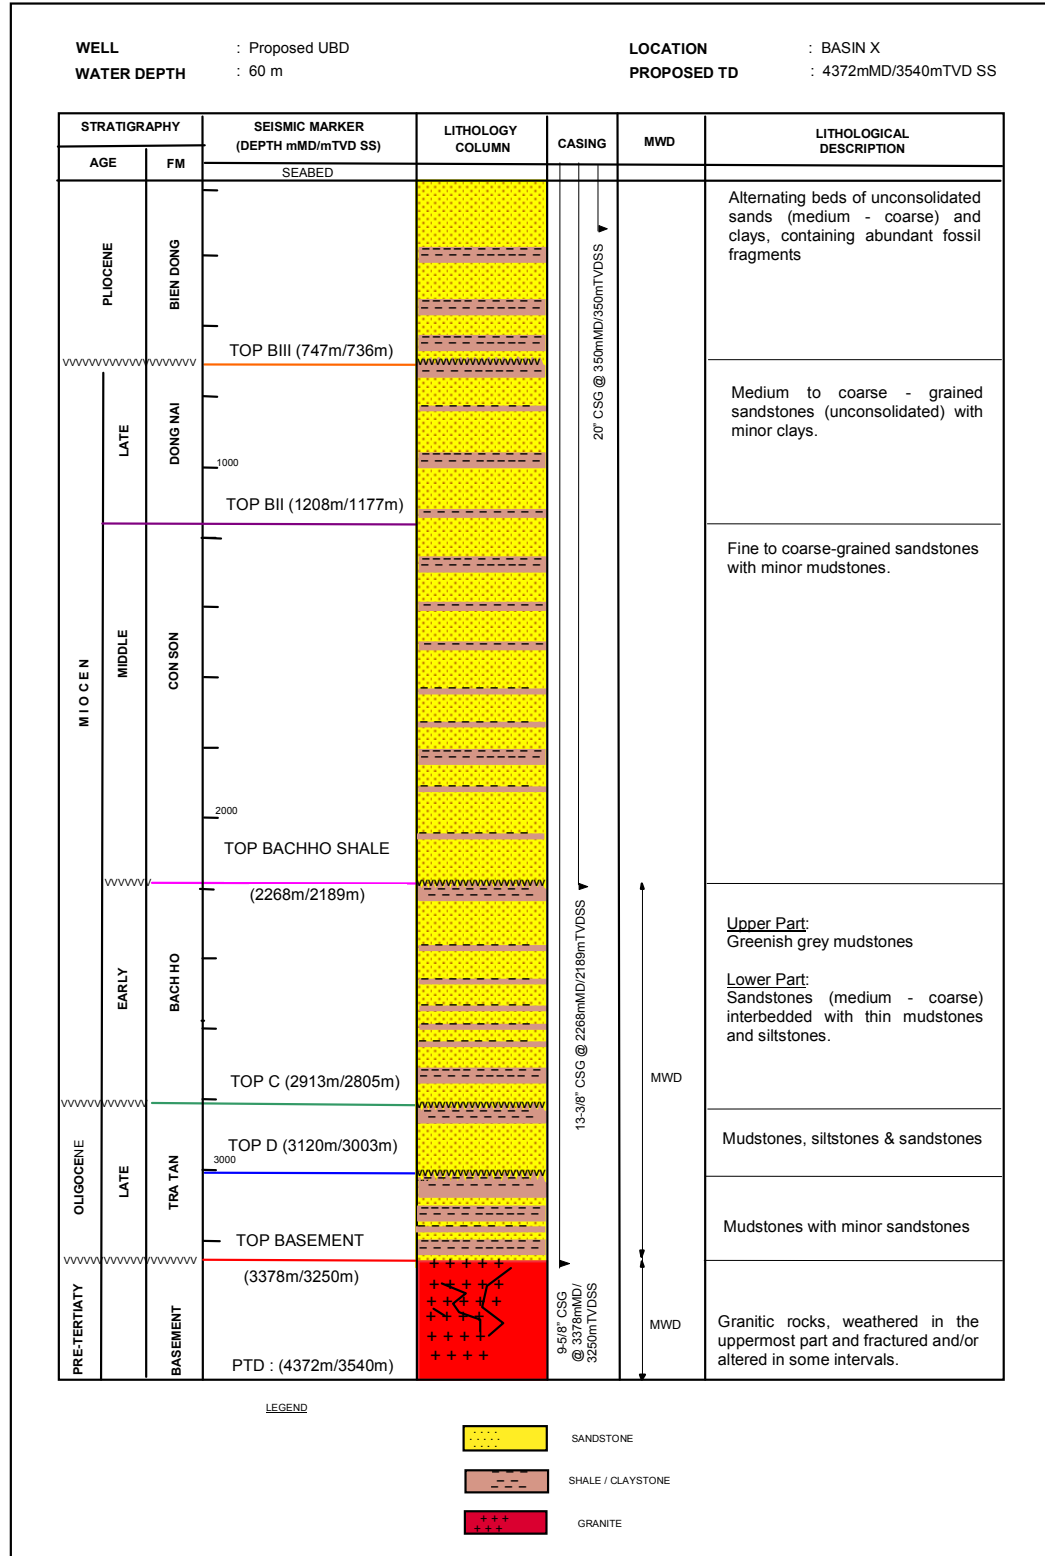 WELL : Proposed UBD LOCATION : BASIN X
WATER DEPTH : 60 m PROPOSED TD : 4372mMD/3540mTVD SS
STRATIGRAPHY
AGE
FM
SEISMIC MARKER
(DEPTH mMD/mTVD SS)
LITHOLOGY
COLUMN
CASING
MWD
LITHOLOGICAL
DESCRIPTION
SEABED
PLIOCENE
BIEN DONG
TOP BIII (747m/736m)
20" CSG @ 350mMD/350mTVDSS
Alternating beds of unconsolidated
sands (medium - coarse) and
clays, containing abundant fossil
fragments
MIOCEN
LATE
DONG NAI
1000
TOP BII (1208m/1177m)
Medium to coarse - grained
sandstones (unconsolidated) with
minor clays.
MIDDLE
CON SON
2000
TOP BACHHO SHALE
(2268m/2189m)
Fine to coarse-grained sandstones
with minor mudstones.
EARLY
BACH HO
TOP C (2913m/2805m)
13-3/8" CSG @ 2268mMD/2189mTVDSS
MWD
Upper Part:
Greenish grey mudstones
Lower Part:
Sandstones (medium - coarse)
interbedded with thin mudstones
and siltstones.
OLIGOCENE
LATE
TRA TAN
TOP D (3120m/3003m)
3000
Mudstones, siltstones & sandstones
TOP BASEMENT
(3378m/3250m)
Mudstones with minor sandstones
PRE-TERTIATY
BASEMENT
PTD : (4372m/3540m)
9-5/8" CSG
@ 3378mMD/
3250mTVDSS
MWD
Granitic rocks, weathered in the
uppermost part and fractured and/or
altered in some intervals.
LEGEND
SANDSTONE
SHALE / CLAYSTONE
GRANITE